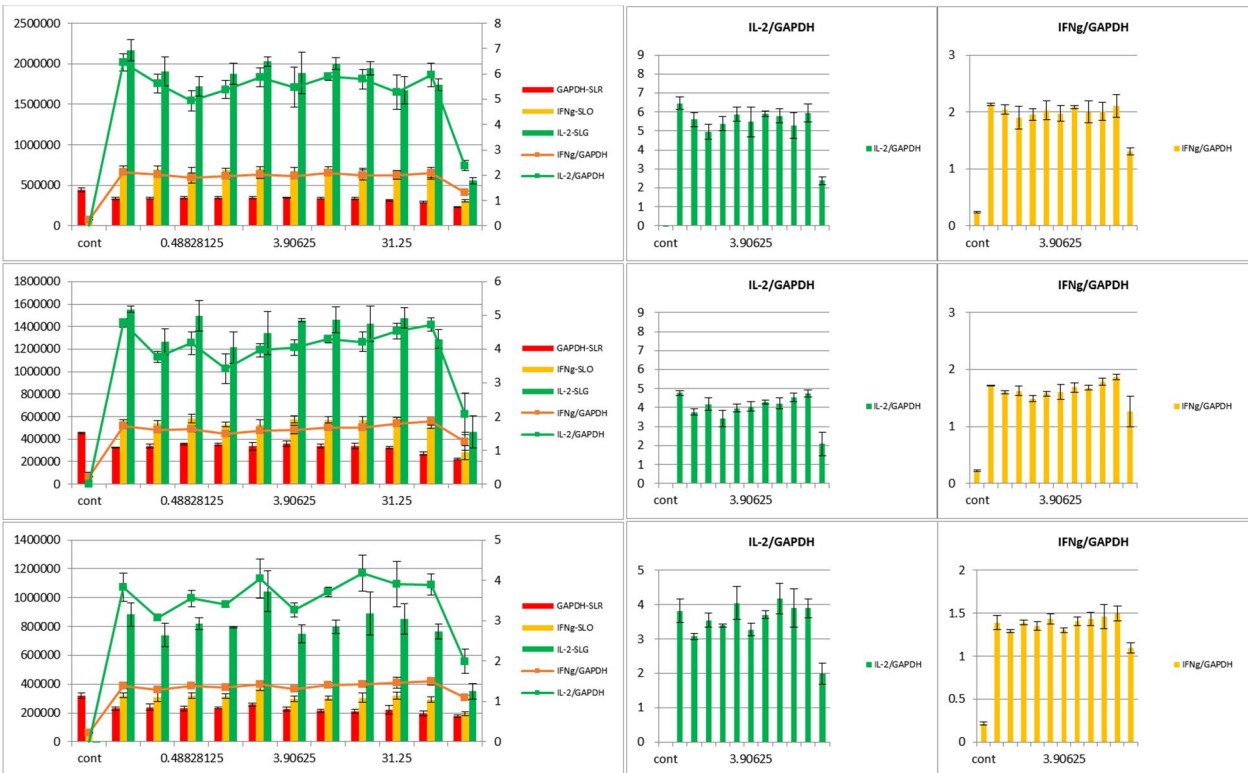 2500000
2000000
1500000
1000000
500000
0
8
7
6
5
4
3
2
1
0
cont 0.48828125 3.90625 31.25
GAPDH-SLR
IFNg-SLO
IL-2-SLG
IFNg/GAPDH
IL-2/GAPDH
IL-2/GAPDH
9
8
7
6
5
4
3
2
1
0
cont 3.90625
IL-2/GAPDH
IFNg/GAPDH
3
2
1
0
cont 3.90625
IFNg/GAPDH
1800000
1600000
1400000
1200000
1000000
800000
600000
400000
200000
0
6
5
4
3
2
1
0
cont 0.48828125 3.90625 31.25
GAPDH-SLR
IFNg-SLO
IL-2-SLG
IFNg/GAPDH
IL-2/GAPDH
IL-2/GAPDH
9
8
7
6
5
4
3
2
1
0
cont 3.90625
IL-2/GAPDH
IFNg/GAPDH
3
2
1
0
cont 3.90625
IFNg/GAPDH
1400000
1200000
1000000
800000
600000
400000
200000
0
5
4
3
2
1
0
cont 0.48828125 3.90625 31.25
GAPDH-SLR
IFNg-SLO
IL-2-SLG
IFNg/GAPDH
IL-2/GAPDH
IL-2/GAPDH
5
4
3
2
1
0
cont 3.90625
IL-2/GAPDH
IFNg/GAPDH
2
1.5
1
0.5
0
cont 3.90625
IFNg/GAPDH